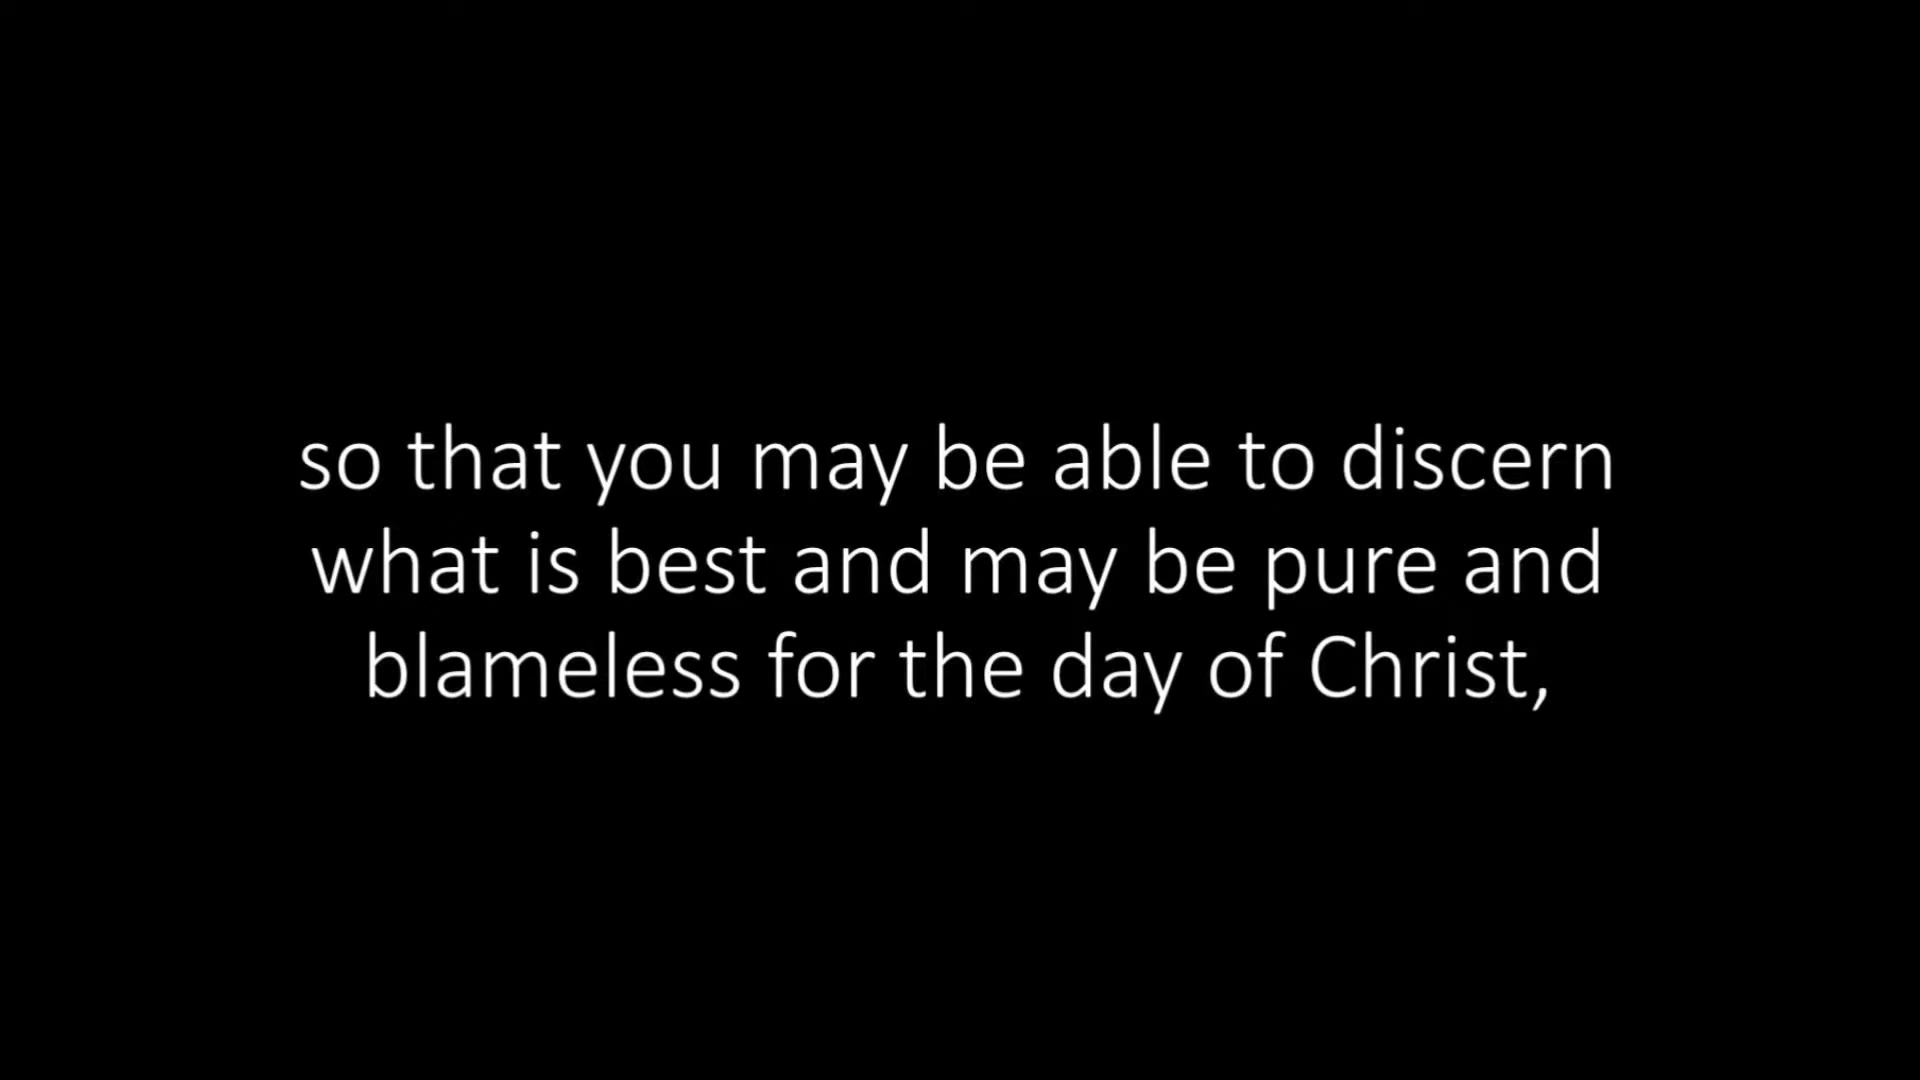 so that you may be able to discern
what is best and may be pure and
blameless for the day of Christ,